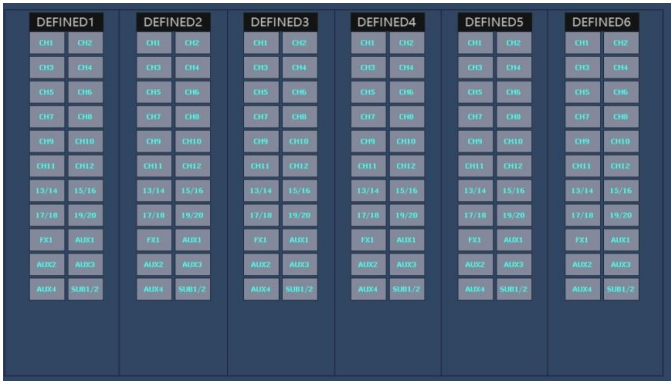 DEFINED1 DEFINED2 DEFINED3 DEFINED4 DEFINED5 DEFINED6
CH1 CH2 CH1 CH2 CH1 CH2 CH1 CH2 CH1 CH2 CH1 CH2
CH3 CH4 CH3 CH4 CH3 CH4 CH3 CH4 CH3 CH4 CH3 CH4
CH5 CH6 CH5 CH6 CH5 CH6 CH5 CH6 CH5 CH6 CH5 CH6
CH7 CH8 CH7 CH8 CH7 CH8 CH7 CH8 CH7 CH8 CH7 CH8
CH9 CH10 CH9 CH10 CH9 CH10 CH9 CH10 CH9 CH10 CH9 CH10
CH11 CH12 CH11 CH12 CH11 CH12 CH11 CH12 CH11 CH12 CH11 CH12
13/14 15/16 13/14 15/16 13/14 15/16 13/14 15/16 13/14 15/16 13/14 15/16
17/18 19/20 17/18 19/20 17/18 19/20 17/18 19/20 17/18 19/20 17/18 19/20
FX1 AUX1 FX1 AUX1 FX1 AUX1 FX1 AUX1 FX1 AUX1 FX1 AUX1
AUX2 AUX3 AUX2 AUX3 AUX2 AUX3 AUX2 AUX3 AUX2 AUX3 AUX2 AUX3
AUX4 SUB1/2 AUX4 SUB1/2 AUX4 SUB1/2 AUX4 SUB1/2 AUX4 SUB1/2 AUX4 SUB1/2